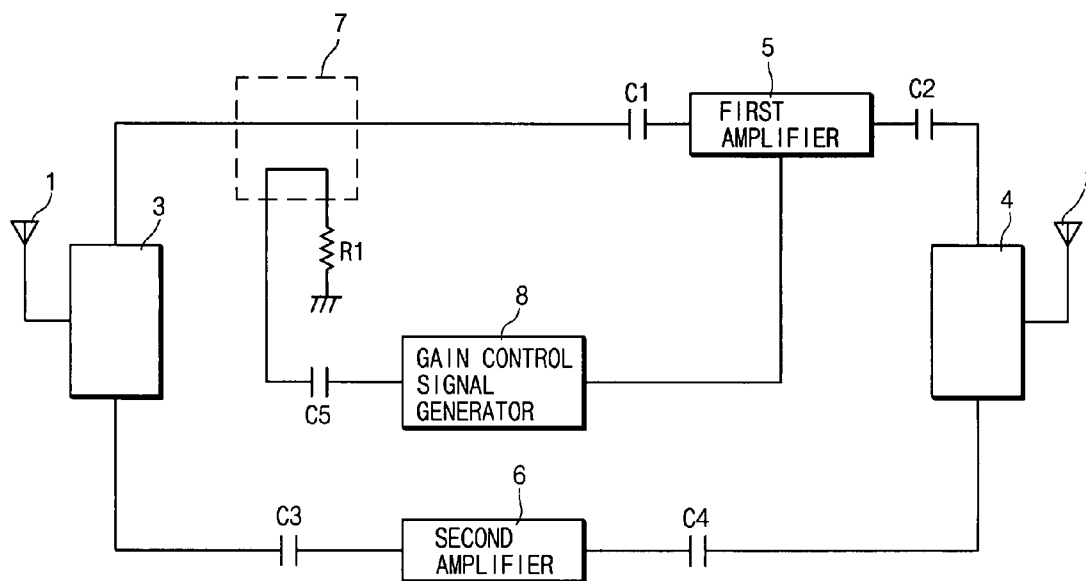 7
5
C1
FIRST
AMPLIFIER
C2
1
3
4
R1
8
GAIN CONTROL
SIGNAL
GENERATOR
C5
6
C3
SECOND
AMPLIFIER
C4